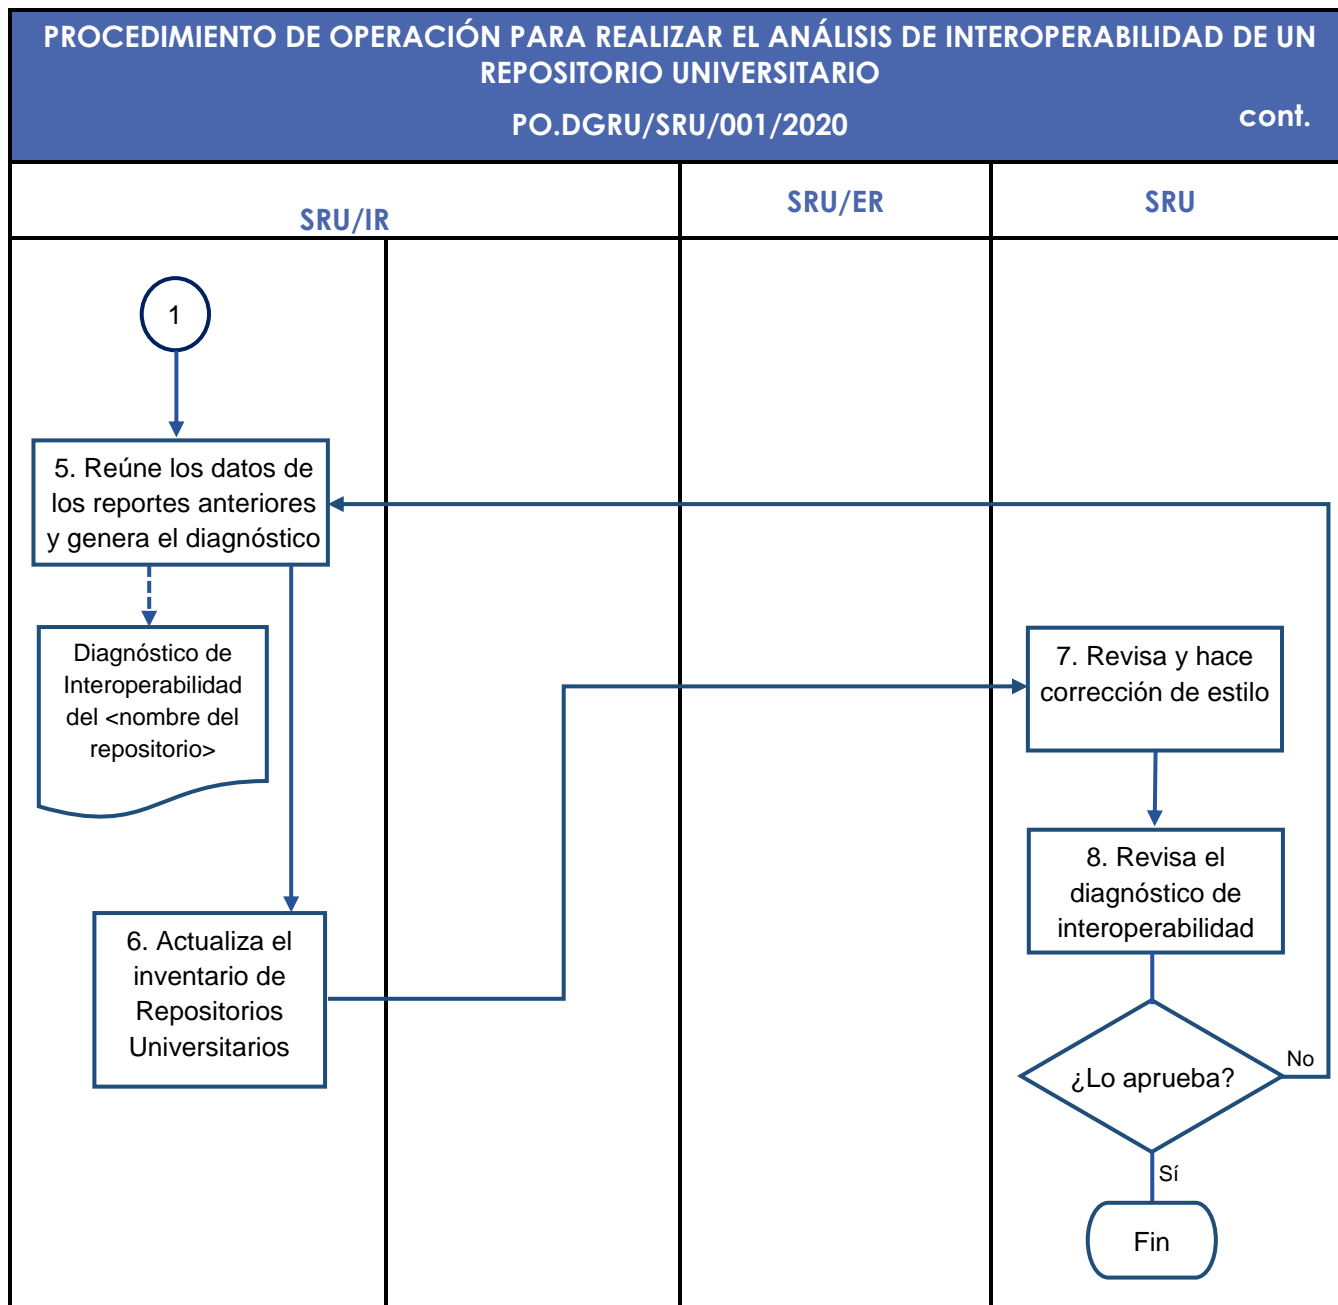 PROCEDIMIENTO DE OPERACIÓN PARA REALIZAR EL ANÁLISIS DE INTEROPERABILIDAD DE UN
REPOSITORIO UNIVERSITARIO
PO.DGRU/SRU/001/2020
cont.
SRU/IR
SRU/ER
SRU
1
5. Reúne los datos de
los reportes anteriores
y genera el diagnóstico
Diagnóstico de
Interoperabilidad
del <nombre del
repositorio>
6. Actualiza el
inventario de
Repositorios
Universitarios
7. Revisa y hace
corrección de estilo
8. Revisa el
diagnóstico de
interoperabilidad
¿Lo aprueba?
No
Sí
Fin